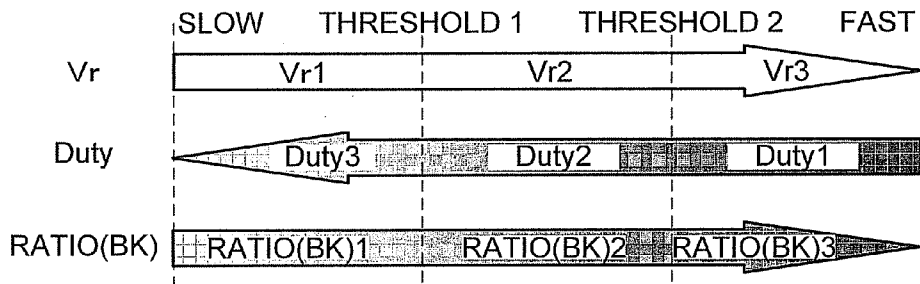 SLOW THRESHOLD 1 THRESHOLD 2 FAST
Vr Vr1 Vr2 Vr3
Duty Duty3 Duty2 Duty1
RATIO(BK) RATIO(BK)1 RATIO(BK)2 RATIO(BK)3